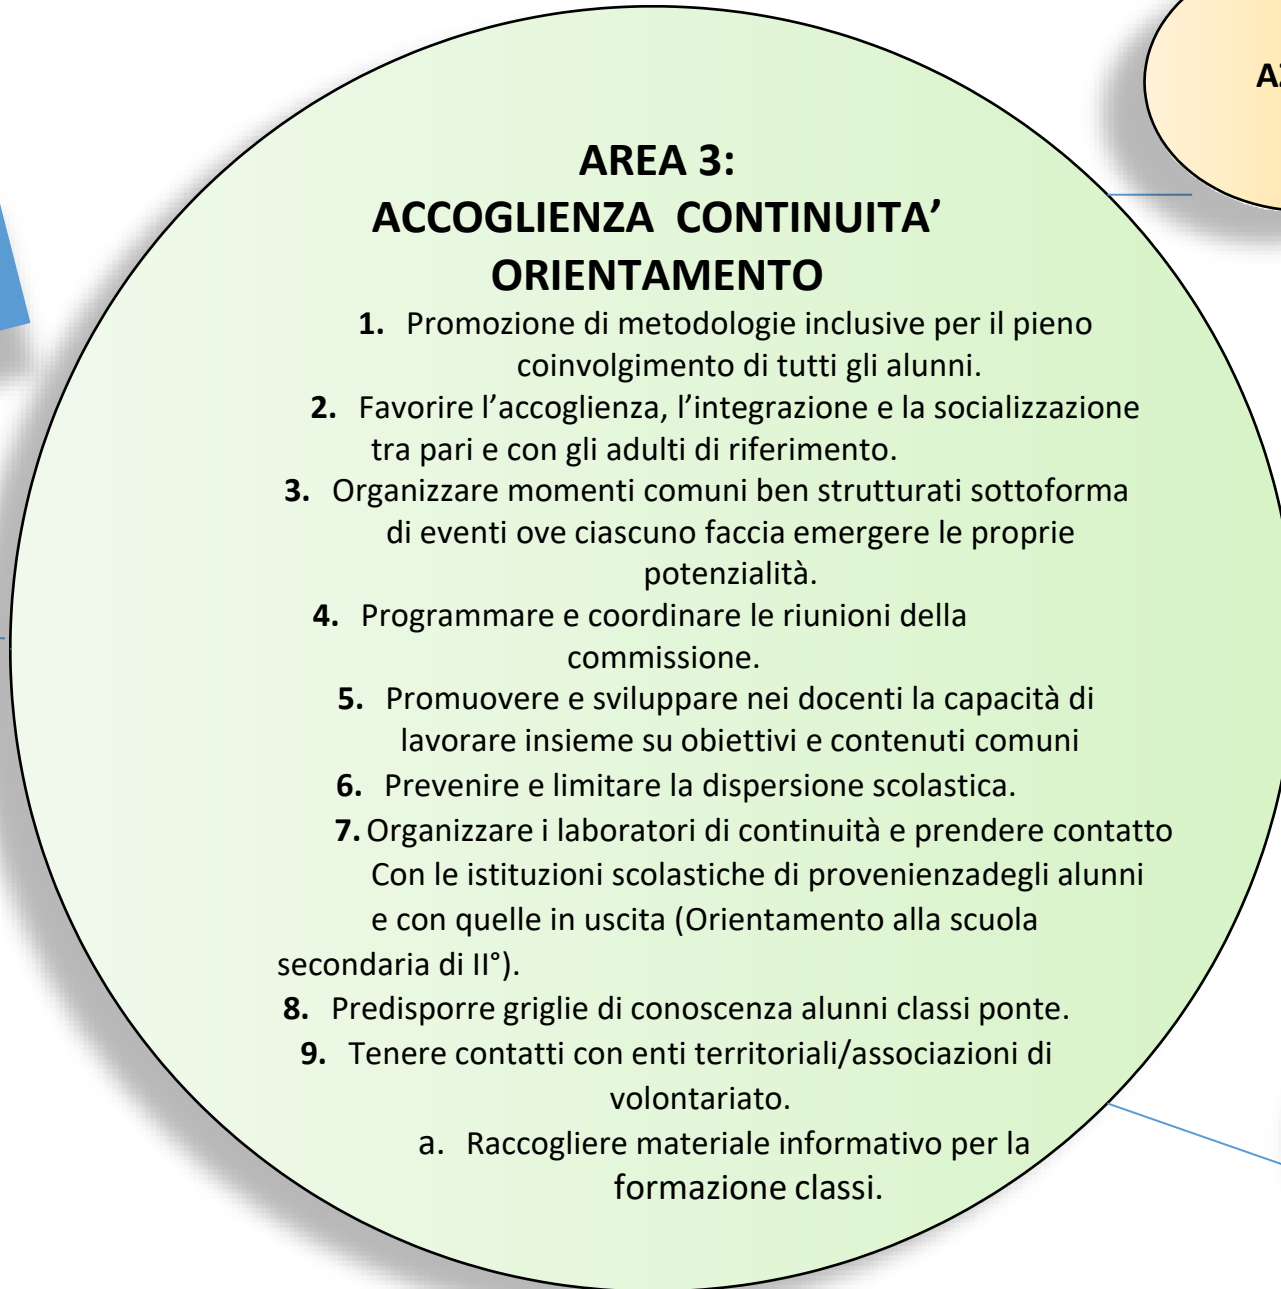 AREA 3:
ACCOGLIENZA CONTINUITA’
ORIENTAMENTO
1. Promozione di metodologie inclusive per il pieno
coinvolgimento di tutti gli alunni.
2. Favorire l’accoglienza, l’integrazione e la socializzazione
tra pari e con gli adulti di riferimento.
3. Organizzare momenti comuni ben strutturati sottoforma
di eventi ove ciascuno faccia emergere le proprie
potenzialità.
4. Programmare e coordinare le riunioni della
commissione.
5. Promuovere e sviluppare nei docenti la capacità di
lavorare insieme su obiettivi e contenuti comuni
6. Prevenire e limitare la dispersione scolastica.
7. Organizzare i laboratori di continuità e prendere contatto
Con le istituzioni scolastiche di provenienzadegli alunni
e con quelle in uscita (Orientamento alla scuola
secondaria di II°).
8. Predisporre griglie di conoscenza alunni classi ponte.
9. Tenere contatti con enti territoriali/associazioni di
volontariato.
a. Raccogliere materiale informativo per la
formazione classi.